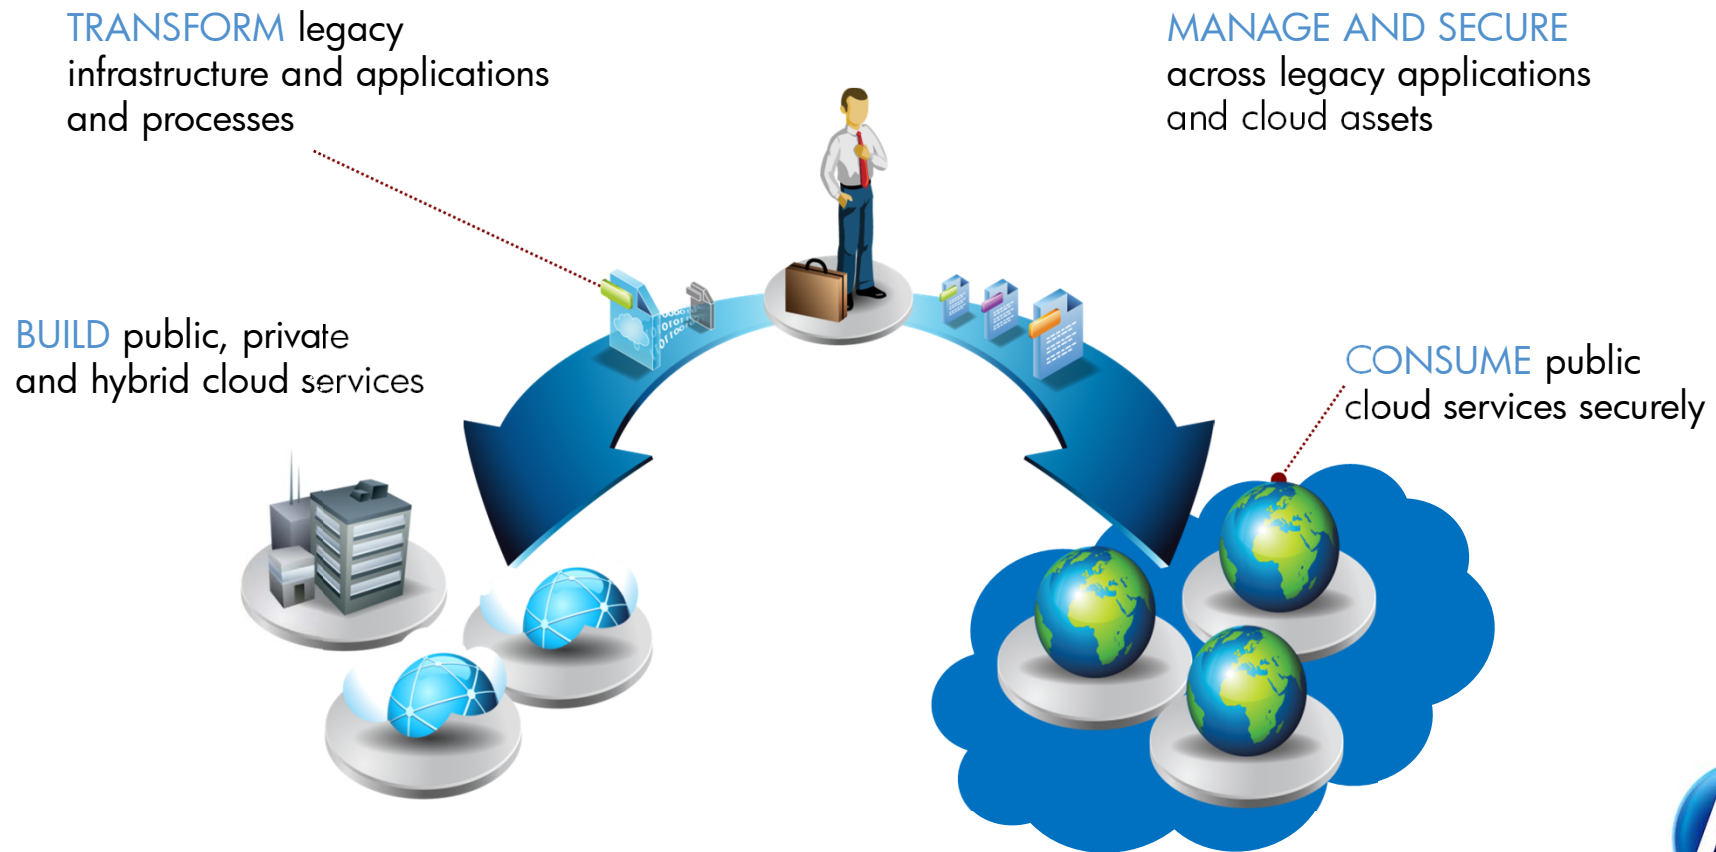 TRANSFORM legacy
infrastructure and applications
and processes
MANAGE AND SECURE
across legacy applications
and cloud assets
BUILD public, private
and hybrid cloud services
CONSUME public
cloud services securely